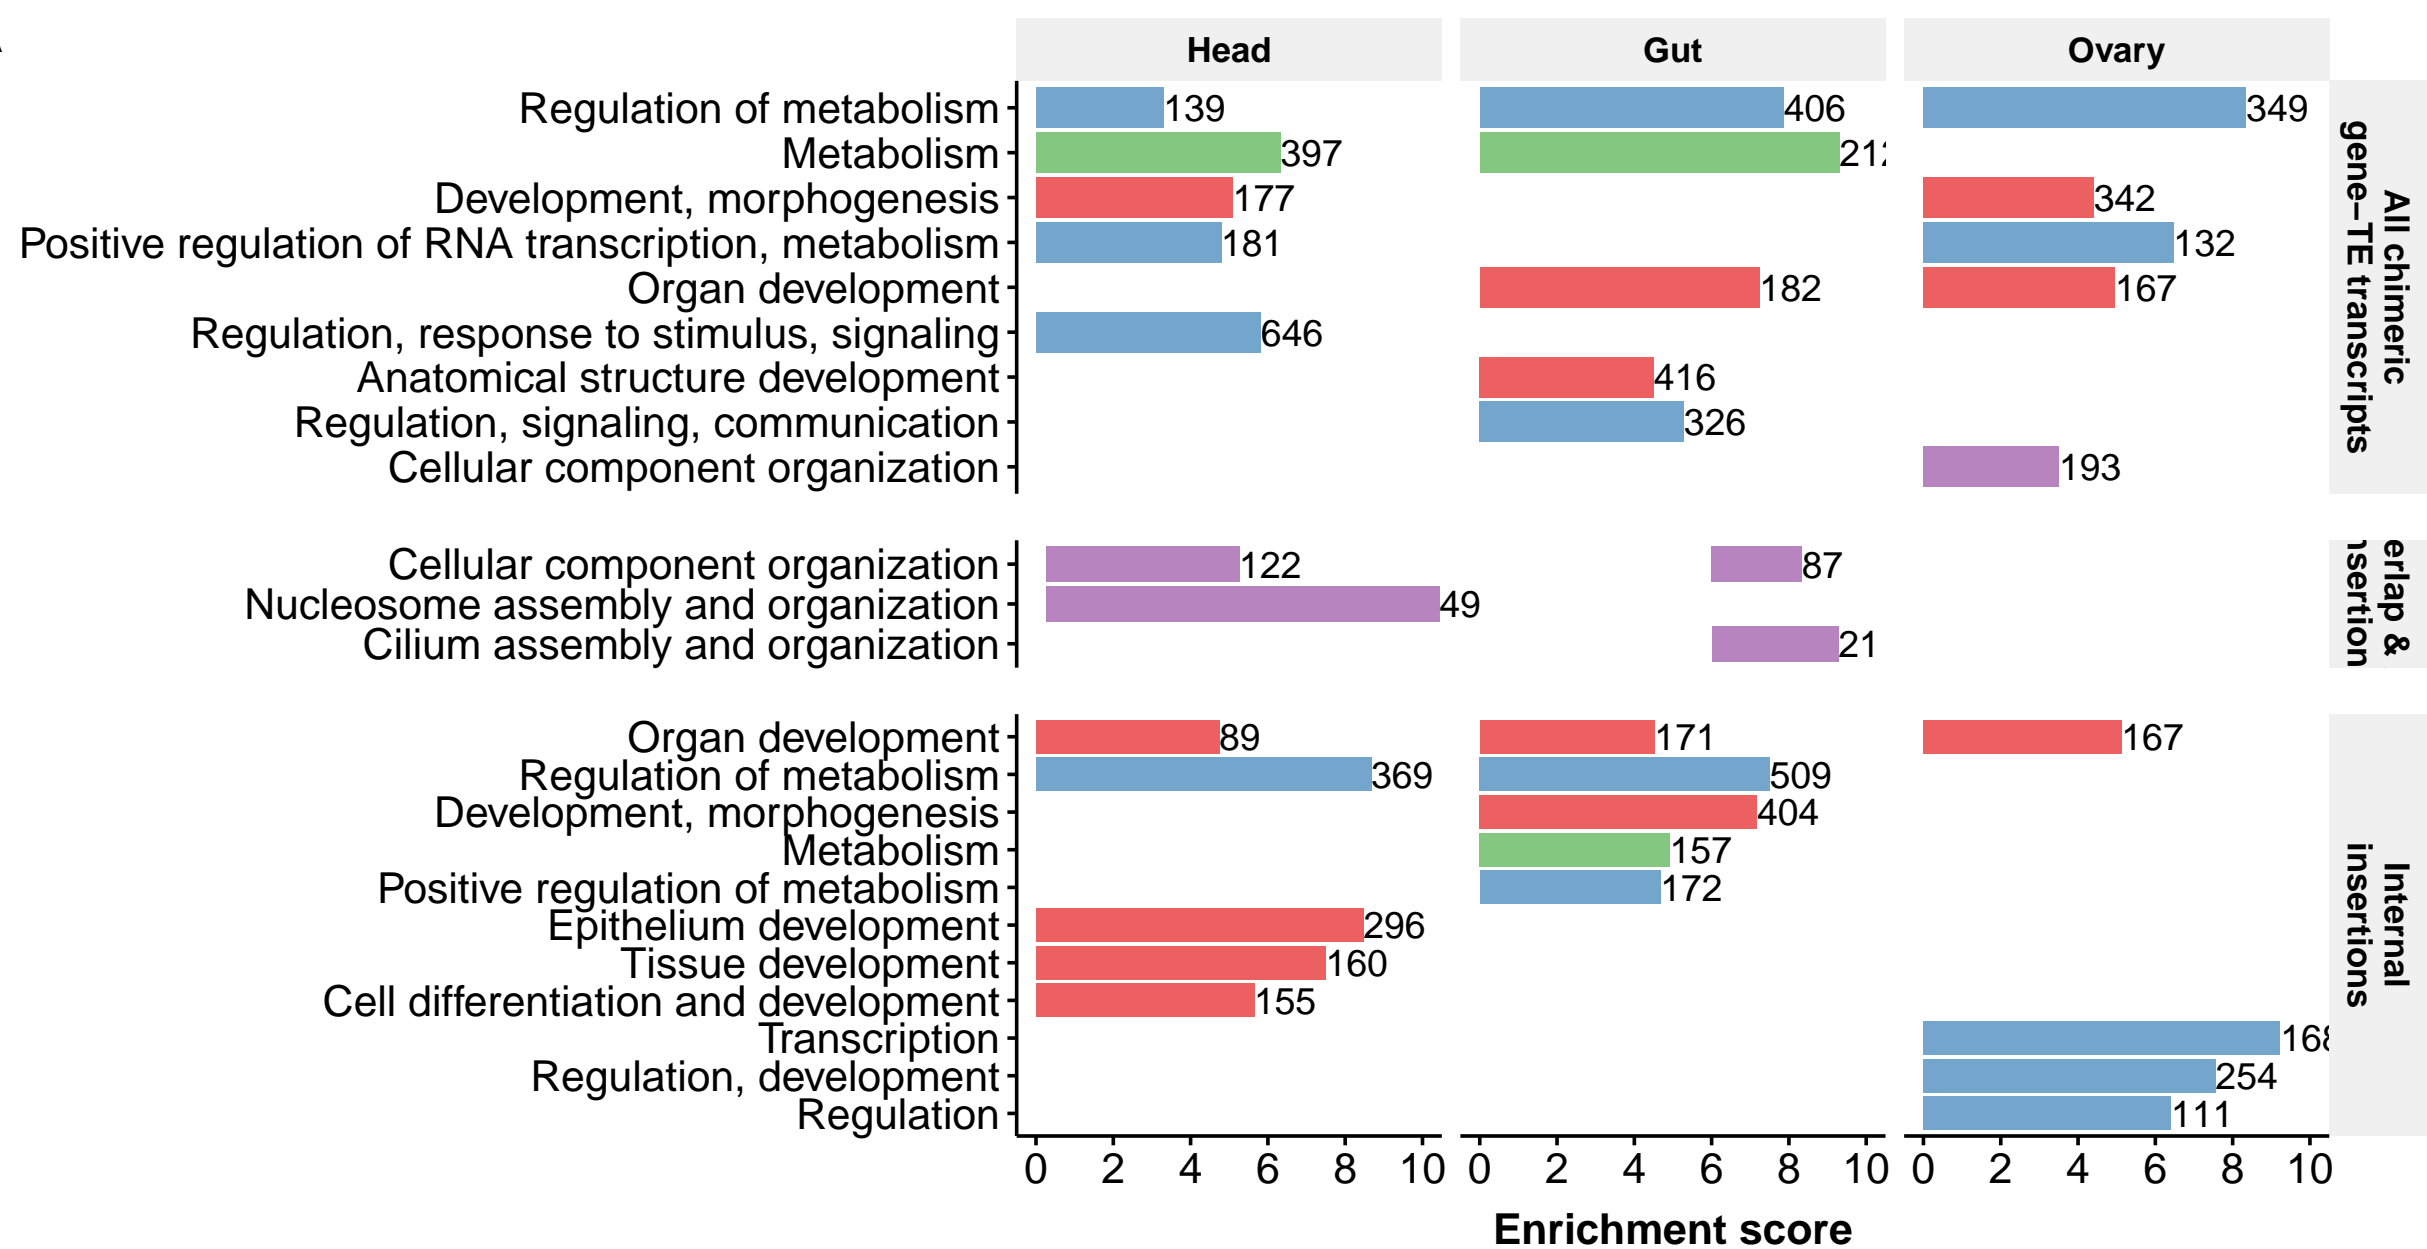 Head Gut Ovary
Regulation of metabolism 139 406 349
Metabolism 397
Development, morphogenesis 177 342
Positive regulation of RNA transcription, metabolism 181 132
Organ development 182 167
Regulation, response to stimulus, signaling 646
Anatomical structure development 416
Regulation, signaling, communication 326
Cellular component organization 193
All chimeric
gene–TE transcripts
Cellular component organization 122 87
Nucleosome assembly and organization 49
Cilium assembly and organization 21
erlap &
sertion
Organ development 89 171 167
Regulation of metabolism 369 509
Development, morphogenesis 404
Metabolism 157
Positive regulation of metabolism 172
Epithelium development 296
Tissue development 160
Cell differentiation and development 155
Transcription
Regulation, development 254
Regulation 111
Internal
insertions
0 2 4 6 8 10 0 2 4 6 8 10 0 2 4 6 8 10
Enrichment score